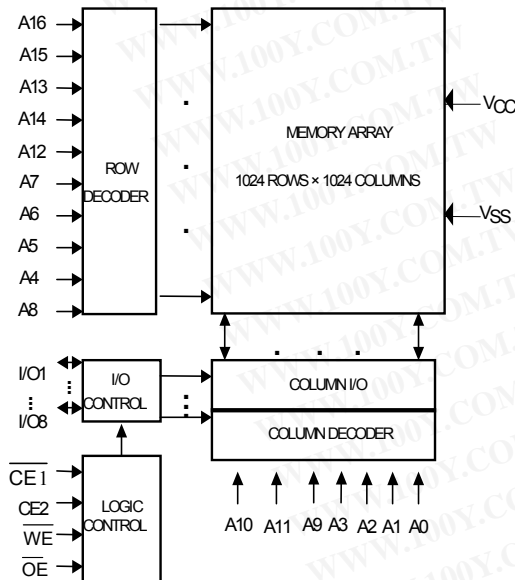 A16
A15
A13
A14
A12
A7
A6
A5
A4
A8
ROW
DECODER
MEMORY ARRAY
1024 ROWS × 1024 COLUMNS
VCC
VSS
I/O1
I/O8
I/O
CONTROL
COLUMN I/O
COLUMN DECODER
CE1
CE2
WE
OE
LOGIC
CONTROL
A10 A11 A9 A3 A2 A1 A0
WWW.100Y.COM.TW